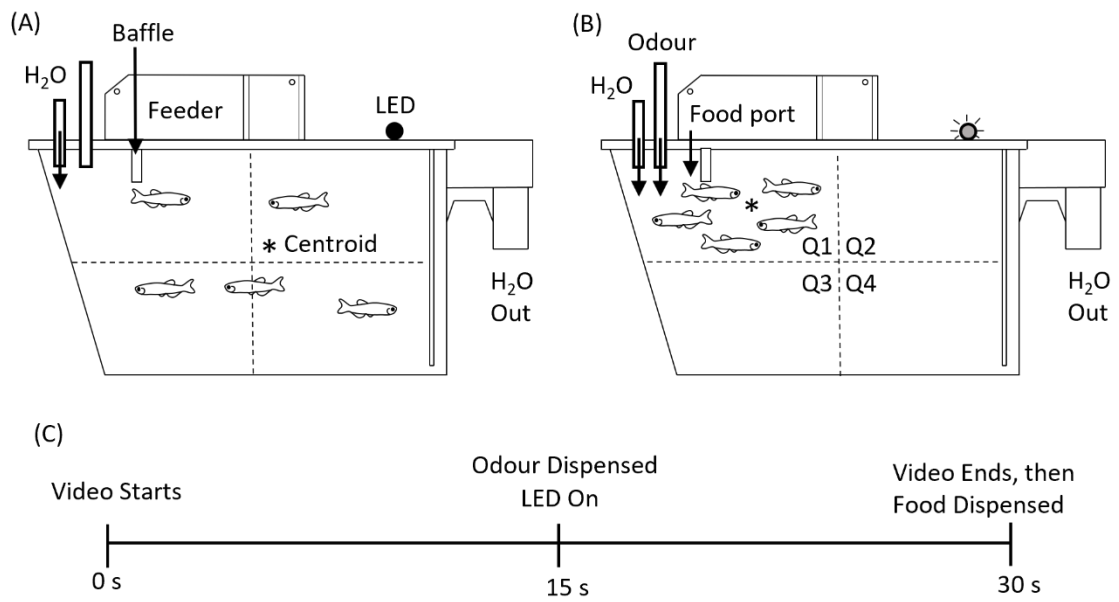 (A)
Baffle
H₂O
Feeder
LED
* Centroid
H₂O
Out
(B)
Odour
H₂O
Food port
*
Q1 Q2
Q3 Q4
H₂O
Out
(C)
Video Starts
Odour Dispensed
LED On
Video Ends, then
Food Dispensed
0 s
15 s
30 s